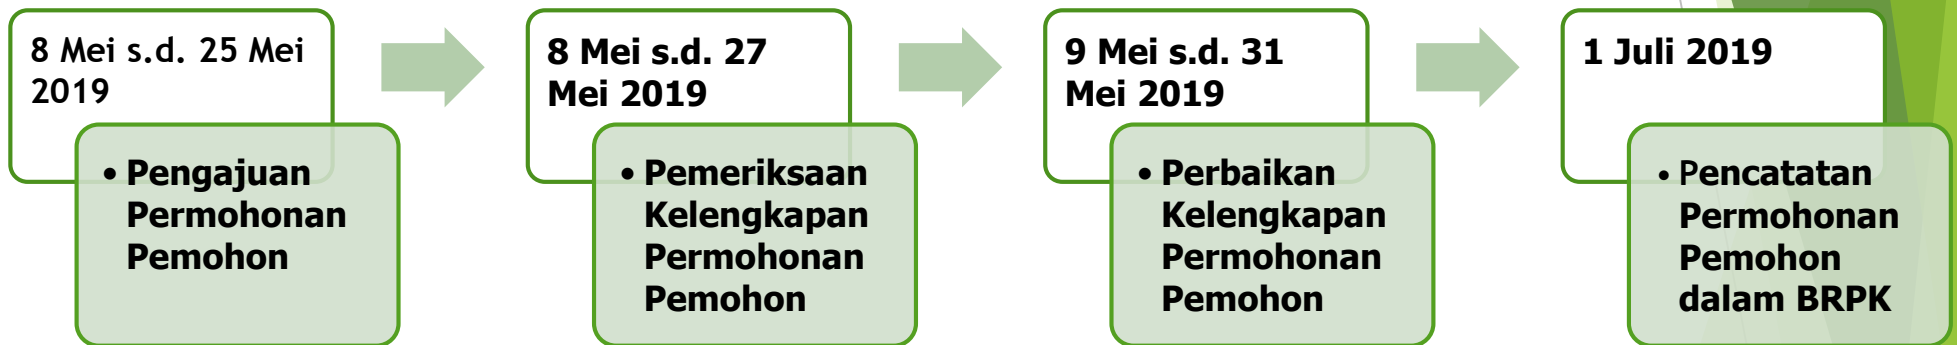 8 Mei s.d. 25 Mei
2019
• Pengajuan
Permohonan
Pemohon
8 Mei s.d. 27
Mei 2019
• Pemeriksaan
Kelengkapan
Permohonan
Pemohon
9 Mei s.d. 31
Mei 2019
• Perbaikan
Kelengkapan
Permohonan
Pemohon
1 Juli 2019
• Pencatatan
Permohonan
Pemohon
dalam BRPK